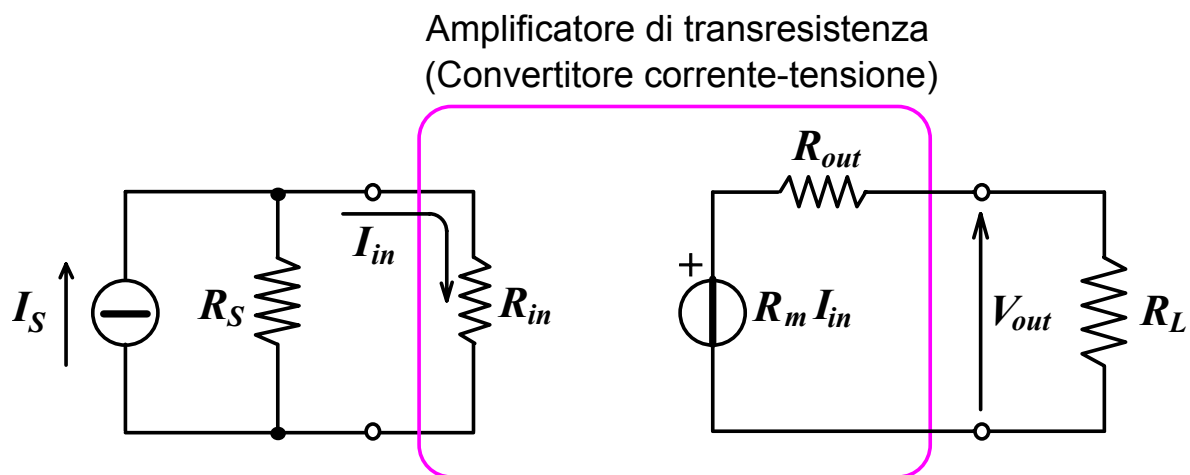 Amplificatore di transresistenza
(Convertitore corrente-tensione)
R_out
I_in
+
I_S
R_S
R_in
R_m I_in
V_out
R_L